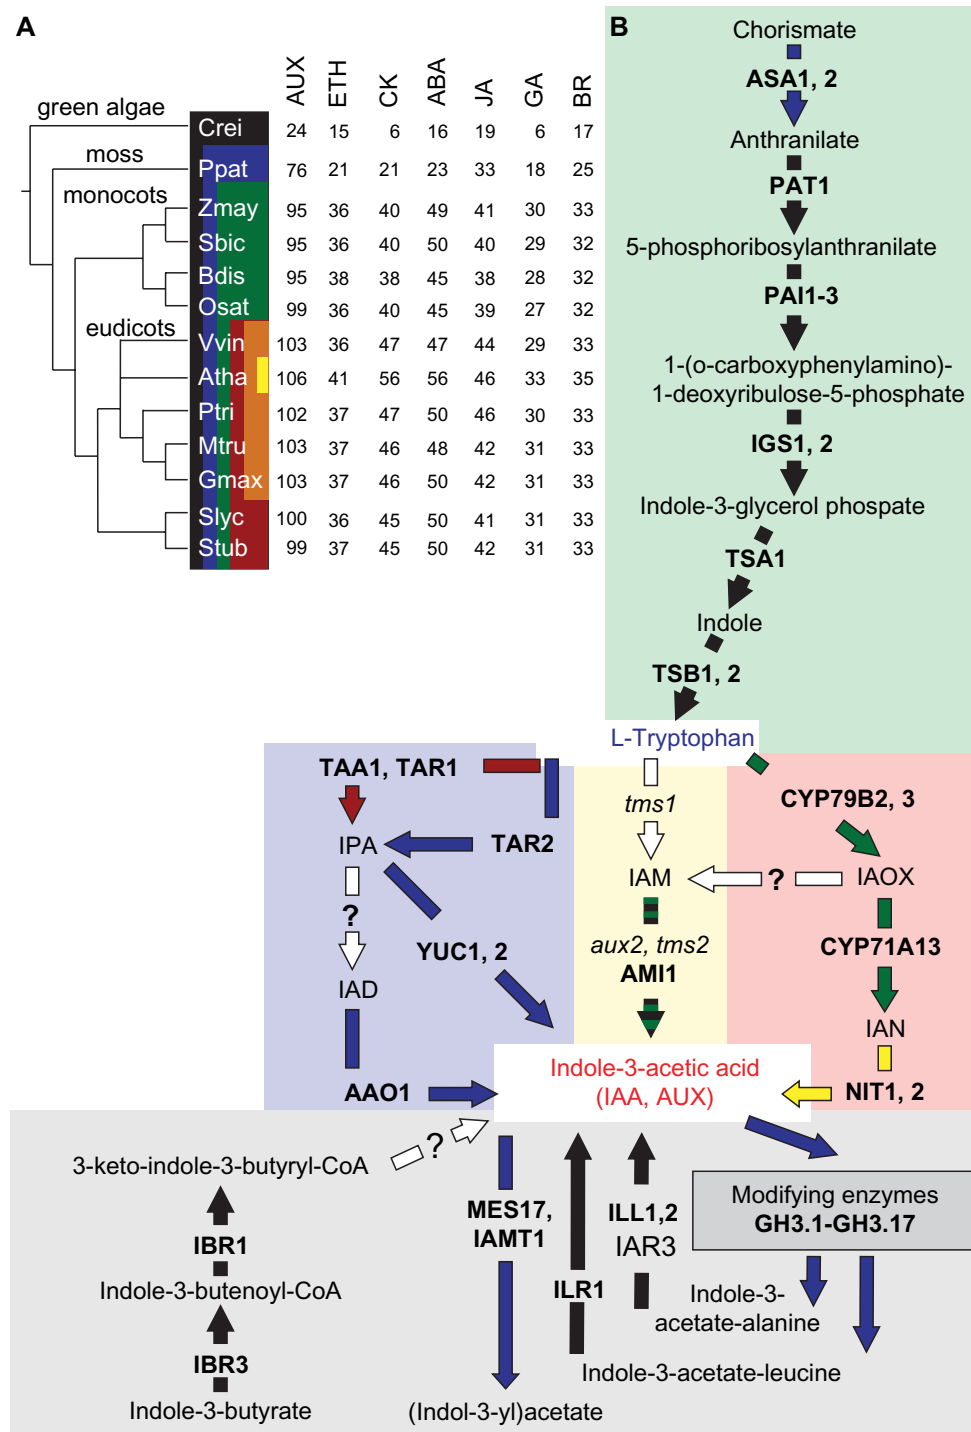 A
AUX ETH CK ABA JA GA BR
green algae
Crei 24 15 6 16 19 6 17
moss
Ppat 76 21 21 23 33 18 25
monocots
Zmay 95 36 40 49 41 30 33
Sbic 95 36 40 50 40 29 32
Bdis 95 38 38 45 38 28 32
Osat 99 36 40 45 39 27 32
eudicots
Vvin 103 36 47 47 44 29 33
Atha 106 41 56 56 46 33 35
Ptri 102 37 47 50 46 30 33
Mtru 103 37 46 48 42 31 33
Gmax 103 37 46 50 42 31 33
Slyc 100 36 45 50 41 31 33
Stub 99 37 45 50 42 31 33
B
Chorismate
ASA1, 2
Anthranilate
PAT1
5-phosphoribosylanthranilate
PAI1-3
1-(o-carboxyphenylamino)-
1-deoxyribulose-5-phosphate
IGS1, 2
Indole-3-glycerol phospate
TSA1
Indole
TSB1, 2
L-Tryptophan
TAA1, TAR1
IPA
TAR2
?
YUC1, 2
IAD
AAO1
tms1
IAM
aux2, tms2
AMI1
CYP79B2, 3
?
IAOX
CYP71A13
IAN
NIT1, 2
Indole-3-acetic acid
(IAA, AUX)
?
3-keto-indole-3-butyryl-CoA
IBR1
Indole-3-butenoyl-CoA
IBR3
Indole-3-butyrate
MES17,
IAMT1
(Indol-3-yl)acetate
ILR1
ILL1,2
IAR3
Modifying enzymes
GH3.1-GH3.17
Indole-3-
acetate-alanine
Indole-3-acetate-leucine